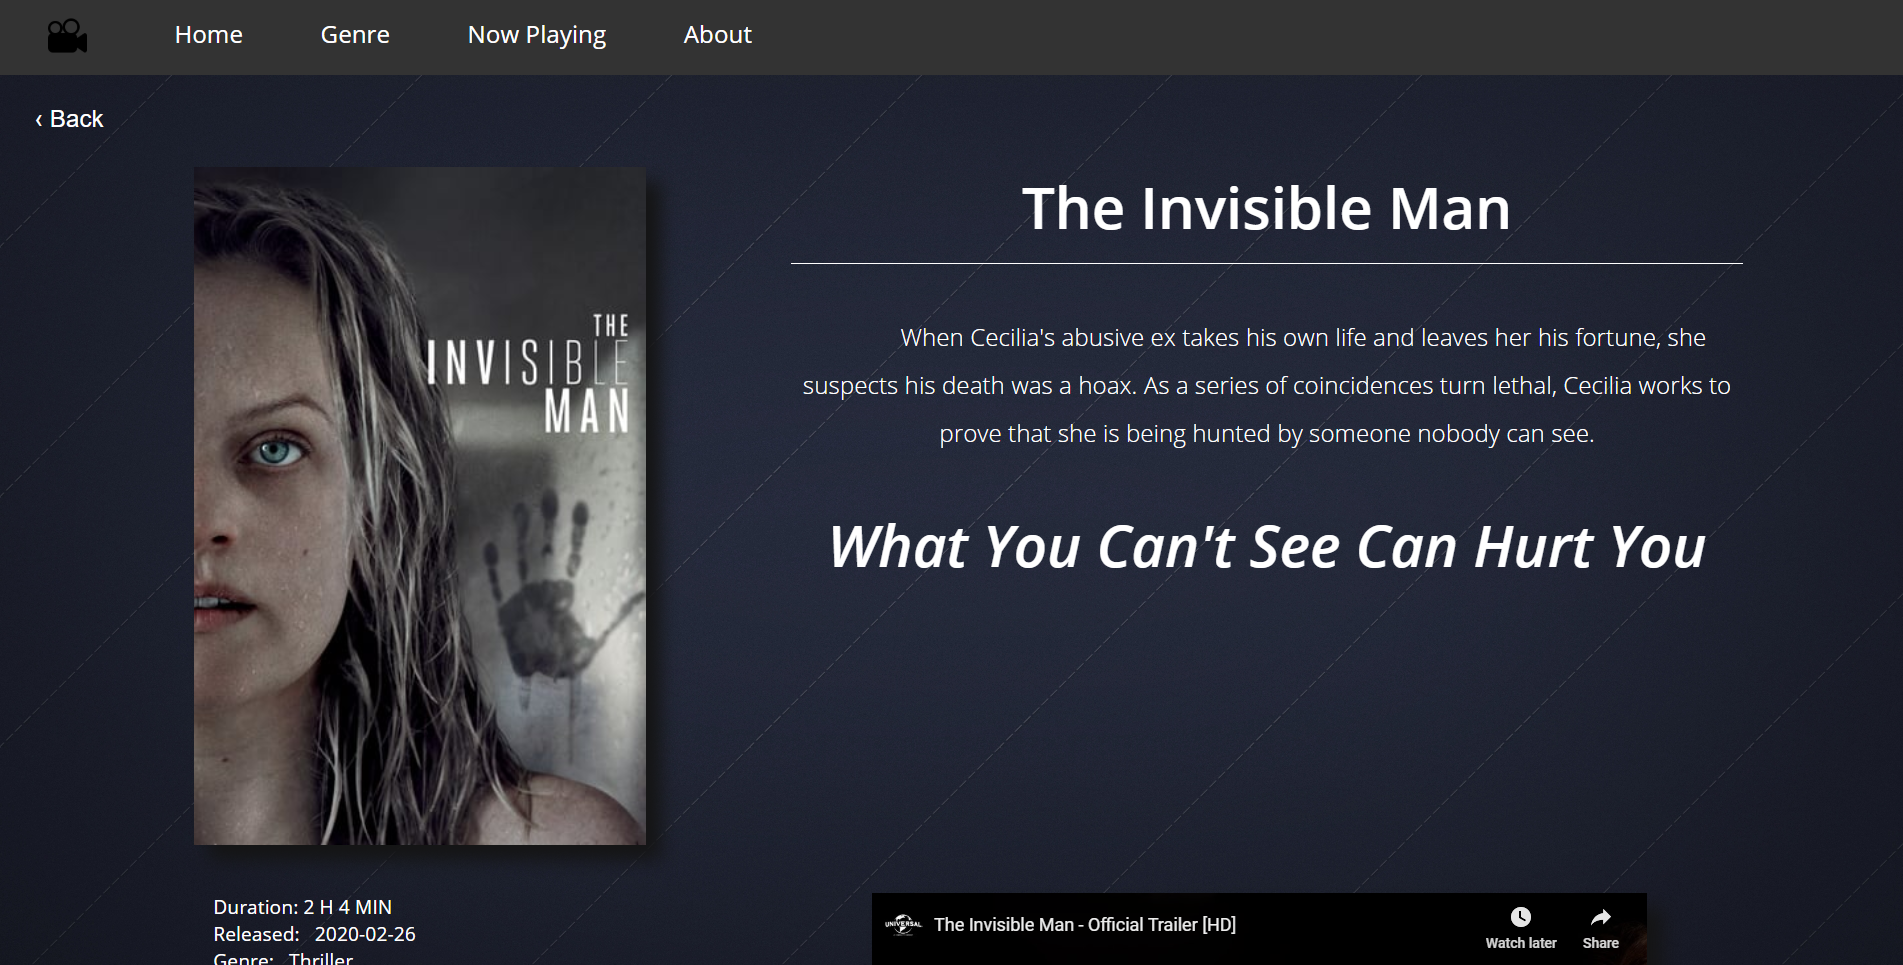 Home Genre Now Playing About
‹ Back
THE
INVISIBLE
MAN
The Invisible Man
When Cecilia's abusive ex takes his own life and leaves her his fortune, she
suspects his death was a hoax. As a series of coincidences turn lethal, Cecilia works to
prove that she is being hunted by someone nobody can see.
What You Can't See Can Hurt You
Duration: 2 H 4 MIN
Released: 2020-02-26
Genre: Thriller
UNIVERSAL
The Invisible Man - Official Trailer [HD]
Watch later
Share